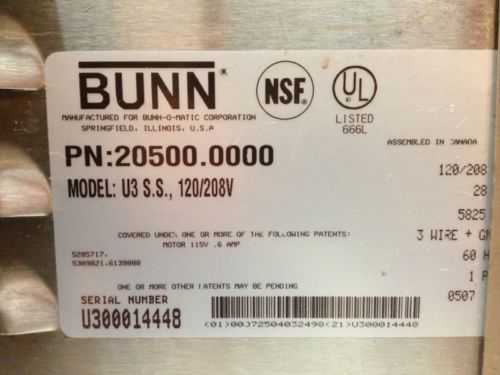 BUNN®
NSF®
UL®
LISTED
666L
MANUFACTURED FOR BUNN-O-MATIC CORPORATION
SPRINGFIELD, ILLINOIS, U.S.A
ASSEMBLED IN CANADA
PN:20500.0000
120/208
MODEL: U3 S.S., 120/208V
28
5825
COVERED UNDER ONE OR MORE OF THE FOLLOWING PATENTS:
3 WIRE + G
MOTOR 115V .6 AMP
5285717,
60 H
5309821,6139888
1 P
ONE OR MORE OTHER PATENTS MAY BE PENDING
0507
SERIAL NUMBER
U300014448
(01)00J72504032498(21)U300014448